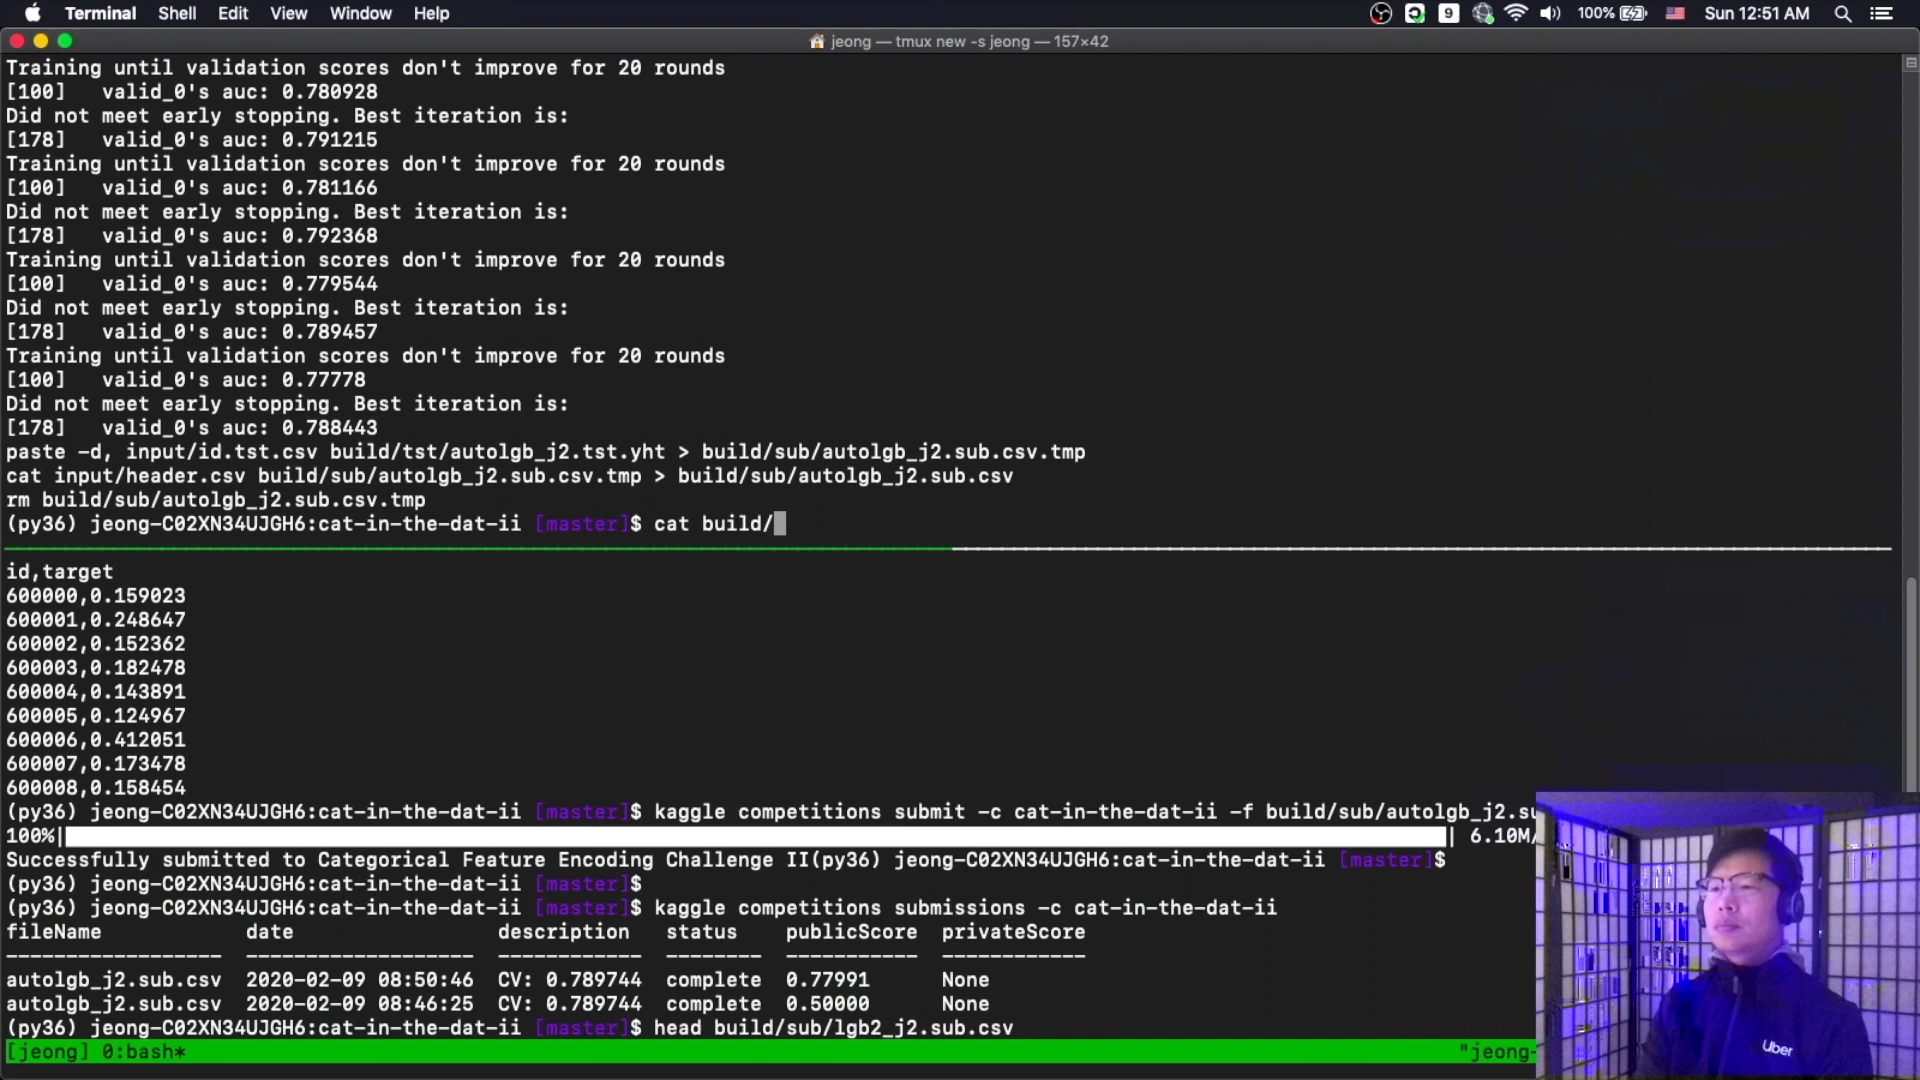 Terminal Shell Edit View Window Help 9 100% Sun 12:51 AM
jeong — tmux new -s jeong — 157×42
Training until validation scores don't improve for 20 rounds
[100] valid_0's auc: 0.780928
Did not meet early stopping. Best iteration is:
[178] valid_0's auc: 0.791215
Training until validation scores don't improve for 20 rounds
[100] valid_0's auc: 0.781166
Did not meet early stopping. Best iteration is:
[178] valid_0's auc: 0.792368
Training until validation scores don't improve for 20 rounds
[100] valid_0's auc: 0.779544
Did not meet early stopping. Best iteration is:
[178] valid_0's auc: 0.789457
Training until validation scores don't improve for 20 rounds
[100] valid_0's auc: 0.77778
Did not meet early stopping. Best iteration is:
[178] valid_0's auc: 0.788443
paste -d, input/id.tst.csv build/tst/autolgb_j2.tst.yht > build/sub/autolgb_j2.sub.csv.tmp
cat input/header.csv build/sub/autolgb_j2.sub.csv.tmp > build/sub/autolgb_j2.sub.csv
rm build/sub/autolgb_j2.sub.csv.tmp
(py36) jeong-C02XN34UJGH6:cat-in-the-dat-ii [master]$ cat build/
id,target
600000,0.159023
600001,0.248647
600002,0.152362
600003,0.182478
600004,0.143891
600005,0.124967
600006,0.412051
600007,0.173478
600008,0.158454
(py36) jeong-C02XN34UJGH6:cat-in-the-dat-ii [master]$ kaggle competitions submit -c cat-in-the-dat-ii -f build/sub/autolgb_j2.su
100%| | 6.10M/
Successfully submitted to Categorical Feature Encoding Challenge II(py36) jeong-C02XN34UJGH6:cat-in-the-dat-ii [master]$
(py36) jeong-C02XN34UJGH6:cat-in-the-dat-ii [master]$
(py36) jeong-C02XN34UJGH6:cat-in-the-dat-ii [master]$ kaggle competitions submissions -c cat-in-the-dat-ii
fileName date description status publicScore privateScore
------------------ ------------------- ------------ -------- ----------- ------------
autolgb_j2.sub.csv 2020-02-09 08:50:46 CV: 0.789744 complete 0.77991 None
autolgb_j2.sub.csv 2020-02-09 08:46:25 CV: 0.789744 complete 0.50000 None
(py36) jeong-C02XN34UJGH6:cat-in-the-dat-ii [master]$ head build/sub/lgb2_j2.sub.csv
[jeong] 0:bash* "jeong-
Uber